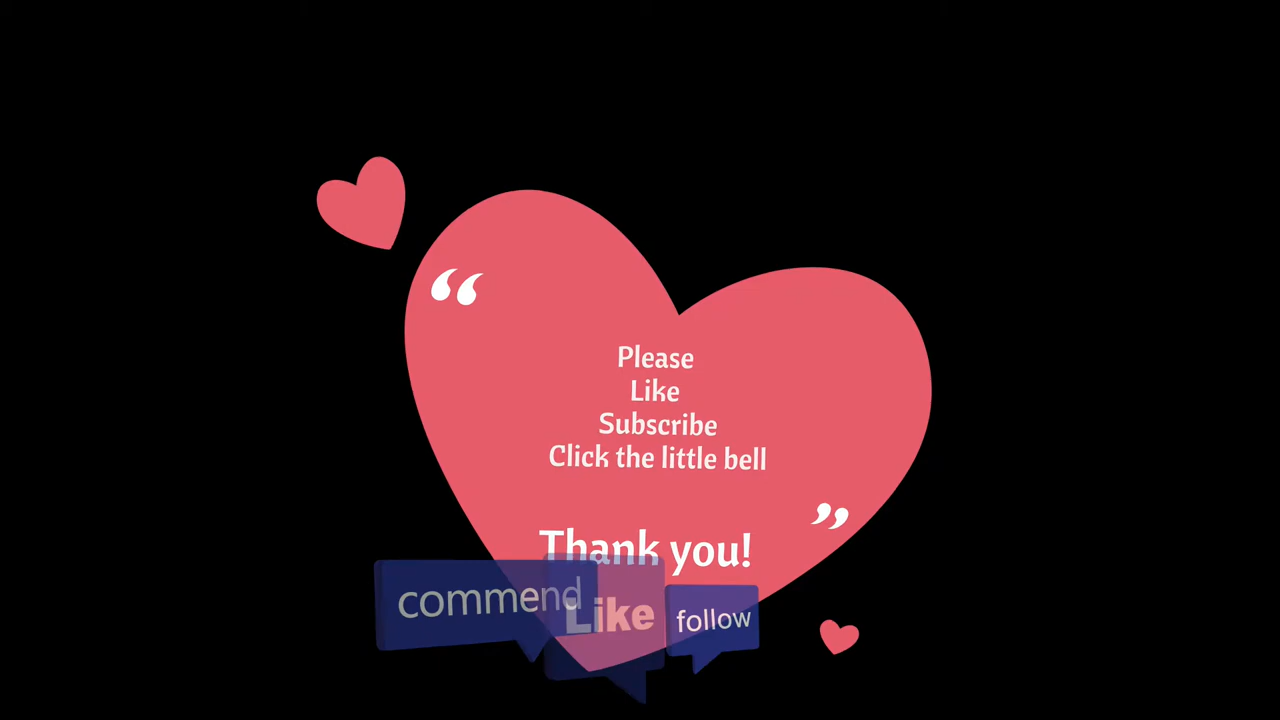 “
Please
Like
Subscribe
Click the little bell
”
Thank you!
commend
Like
follow